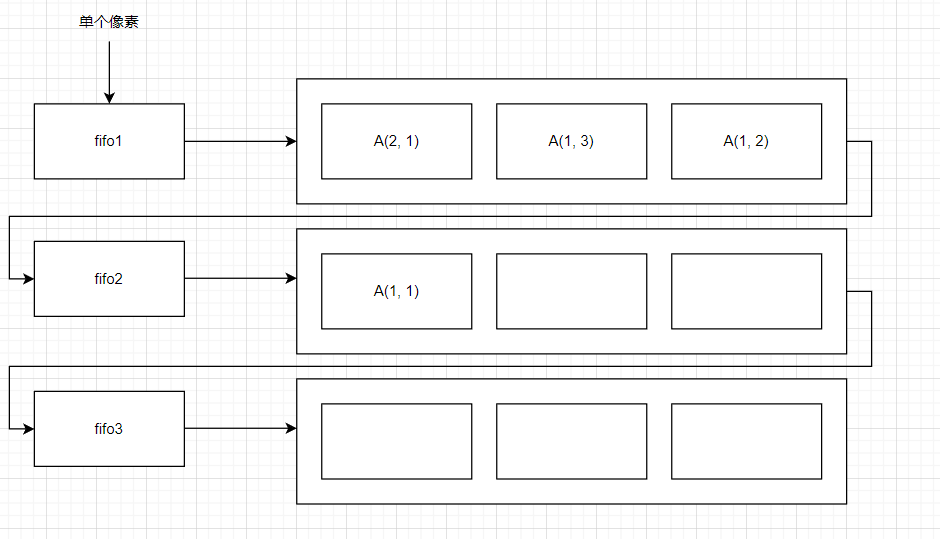 单个像素
fifo1
A(2, 1)
A(1, 3)
A(1, 2)
fifo2
A(1, 1)
fifo3